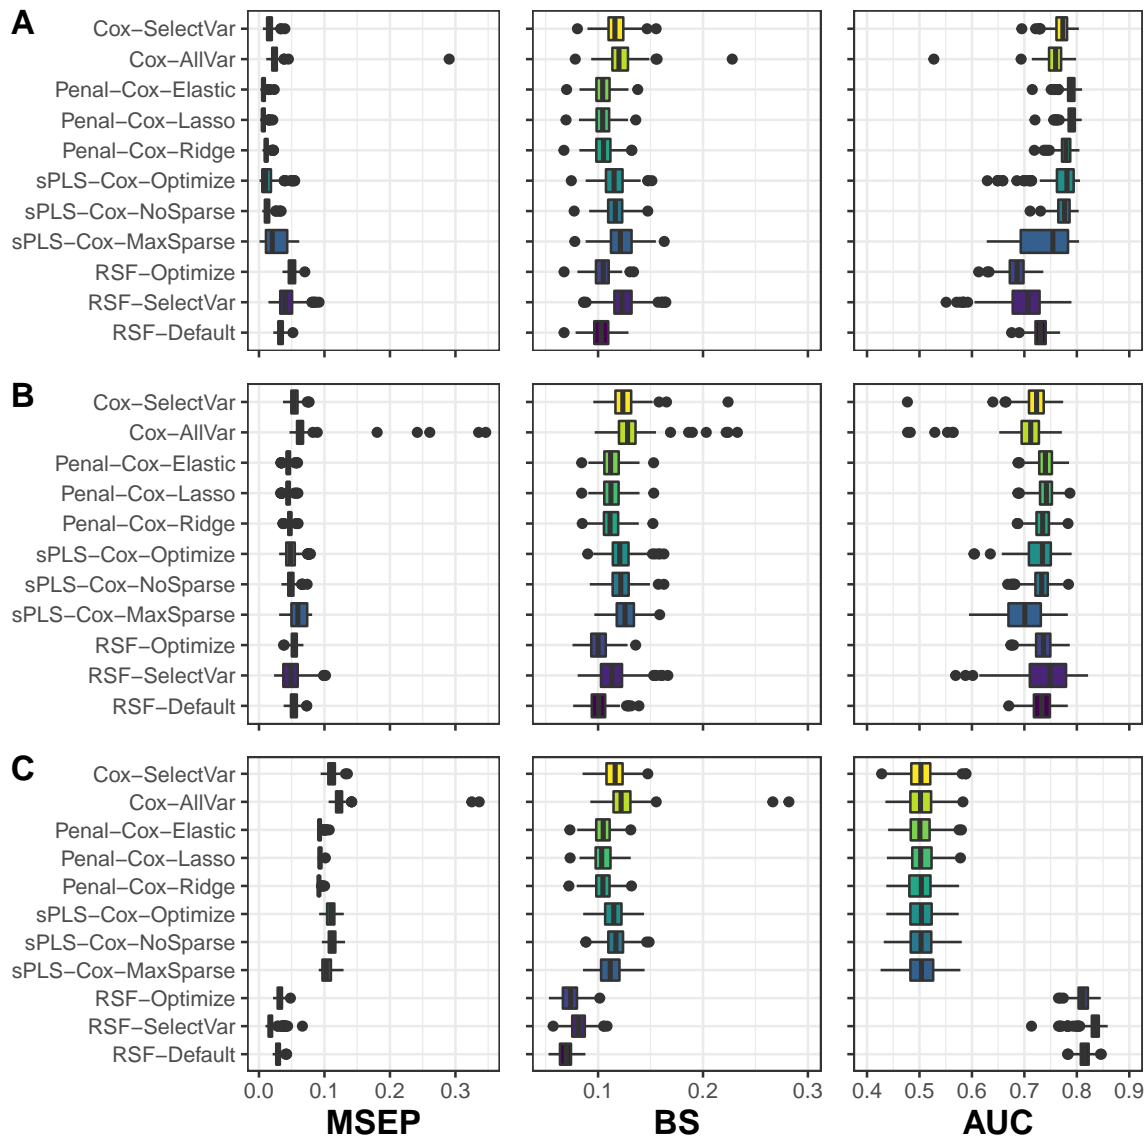 A
Cox−SelectVar
Cox−AllVar
Penal−Cox−Elastic
Penal−Cox−Lasso
Penal−Cox−Ridge
sPLS−Cox−Optimize
sPLS−Cox−NoSparse
sPLS−Cox−MaxSparse
RSF−Optimize
RSF−SelectVar
RSF−Default
B
Cox−SelectVar
Cox−AllVar
Penal−Cox−Elastic
Penal−Cox−Lasso
Penal−Cox−Ridge
sPLS−Cox−Optimize
sPLS−Cox−NoSparse
sPLS−Cox−MaxSparse
RSF−Optimize
RSF−SelectVar
RSF−Default
C
Cox−SelectVar
Cox−AllVar
Penal−Cox−Elastic
Penal−Cox−Lasso
Penal−Cox−Ridge
sPLS−Cox−Optimize
sPLS−Cox−NoSparse
sPLS−Cox−MaxSparse
RSF−Optimize
RSF−SelectVar
RSF−Default
0.0 0.1 0.2 0.3 0.1 0.2 0.3 0.4 0.5 0.6 0.7 0.8 0.9
MSEP BS AUC